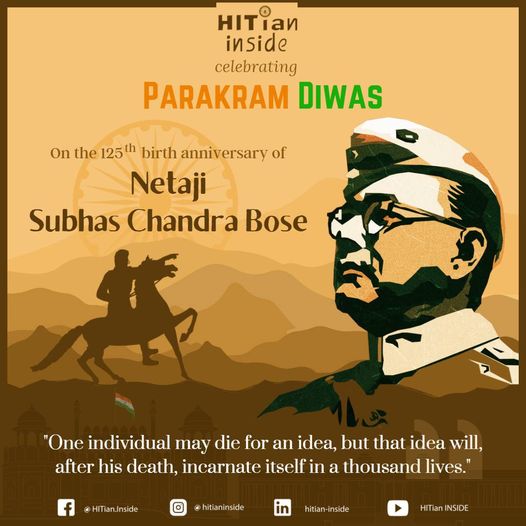 HITian
inside
celebrating
PARAKRAM DIWAS
On the 125th birth anniversary of
Netaji
Subhas Chandra Bose
"One individual may die for an idea, but that idea will,
after his death, incarnate itself in a thousand lives."
@ HITian.Inside @ hitianinside hitian-inside HITian INSIDE